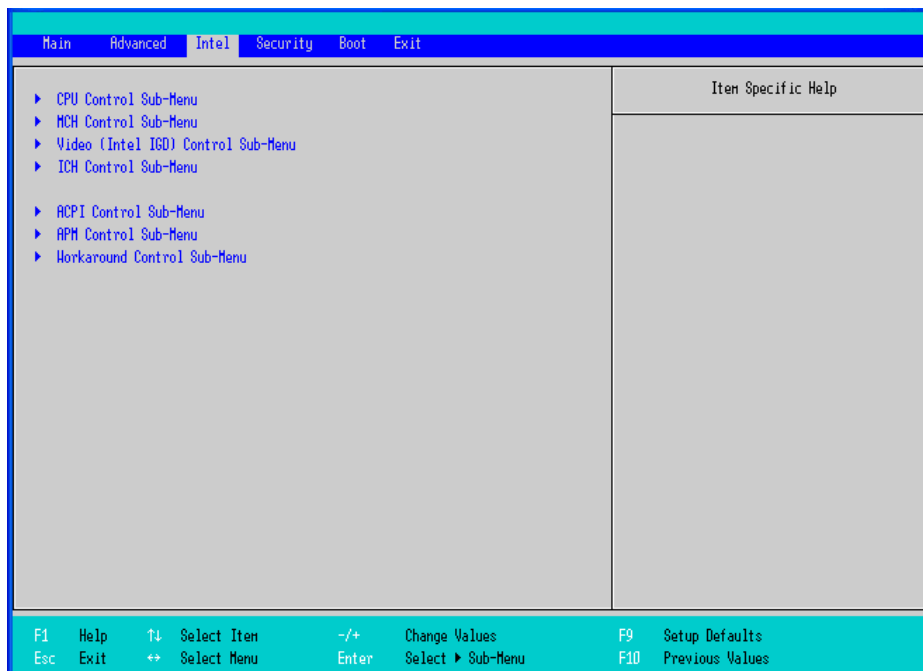 Main Advanced Intel Security Boot Exit
Item Specific Help
CPU Control Sub-Menu
MCH Control Sub-Menu
Video (Intel IGD) Control Sub-Menu
ICH Control Sub-Menu
ACPI Control Sub-Menu
APM Control Sub-Menu
Workaround Control Sub-Menu
F1 Help ↑↓ Select Item -/+ Change Values F9 Setup Defaults
Esc Exit ↔ Select Menu Enter Select ▶ Sub-Menu F10 Previous Values